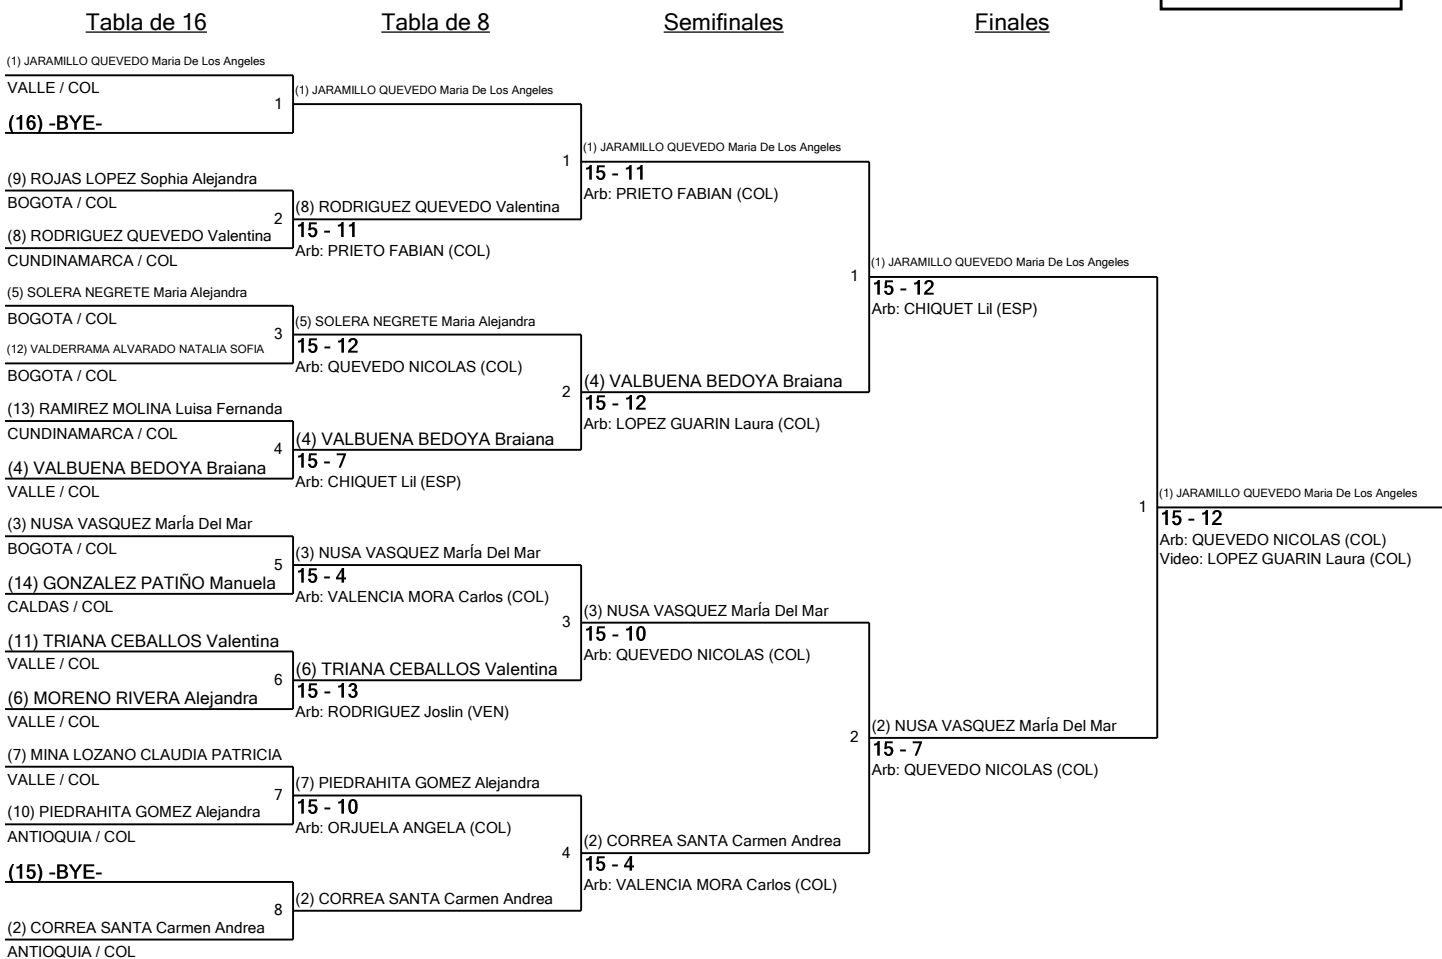 Tabla de 16
Tabla de 8
Semifinales
Finales
(1) JARAMILLO QUEVEDO Maria De Los Angeles
VALLE / COL
1
(16) -BYE-
(9) ROJAS LOPEZ Sophia Alejandra
BOGOTA / COL
2
(8) RODRIGUEZ QUEVEDO Valentina
CUNDINAMARCA / COL
(5) SOLERA NEGRETE Maria Alejandra
BOGOTA / COL
3
(12) VALDERRAMA ALVARADO NATALIA SOFIA
BOGOTA / COL
(13) RAMIREZ MOLINA Luisa Fernanda
CUNDINAMARCA / COL
4
(4) VALBUENA BEDOYA Braiana
VALLE / COL
(3) NUSA VASQUEZ MarÍa Del Mar
BOGOTA / COL
5
(14) GONZALEZ PATIÑO Manuela
CALDAS / COL
(11) TRIANA CEBALLOS Valentina
VALLE / COL
6
(6) MORENO RIVERA Alejandra
VALLE / COL
(7) MINA LOZANO CLAUDIA PATRICIA
VALLE / COL
7
(10) PIEDRAHITA GOMEZ Alejandra
ANTIOQUIA / COL
(15) -BYE-
8
(2) CORREA SANTA Carmen Andrea
ANTIOQUIA / COL
(1) JARAMILLO QUEVEDO Maria De Los Angeles
1
(8) RODRIGUEZ QUEVEDO Valentina
15 - 11
Arb: PRIETO FABIAN (COL)
(5) SOLERA NEGRETE Maria Alejandra
15 - 12
Arb: QUEVEDO NICOLAS (COL)
2
(4) VALBUENA BEDOYA Braiana
15 - 7
Arb: CHIQUET Lil (ESP)
(3) NUSA VASQUEZ MarÍa Del Mar
15 - 4
Arb: VALENCIA MORA Carlos (COL)
3
(6) TRIANA CEBALLOS Valentina
15 - 13
Arb: RODRIGUEZ Joslin (VEN)
(7) PIEDRAHITA GOMEZ Alejandra
15 - 10
Arb: ORJUELA ANGELA (COL)
4
(2) CORREA SANTA Carmen Andrea
(1) JARAMILLO QUEVEDO Maria De Los Angeles
15 - 11
Arb: PRIETO FABIAN (COL)
1
(4) VALBUENA BEDOYA Braiana
15 - 12
Arb: LOPEZ GUARIN Laura (COL)
(3) NUSA VASQUEZ MarÍa Del Mar
15 - 10
Arb: QUEVEDO NICOLAS (COL)
2
(2) CORREA SANTA Carmen Andrea
15 - 4
Arb: VALENCIA MORA Carlos (COL)
(1) JARAMILLO QUEVEDO Maria De Los Angeles
15 - 12
Arb: CHIQUET Lil (ESP)
1
(2) NUSA VASQUEZ MarÍa Del Mar
15 - 7
Arb: QUEVEDO NICOLAS (COL)
(1) JARAMILLO QUEVEDO Maria De Los Angeles
15 - 12
Arb: QUEVEDO NICOLAS (COL)
Video: LOPEZ GUARIN Laura (COL)